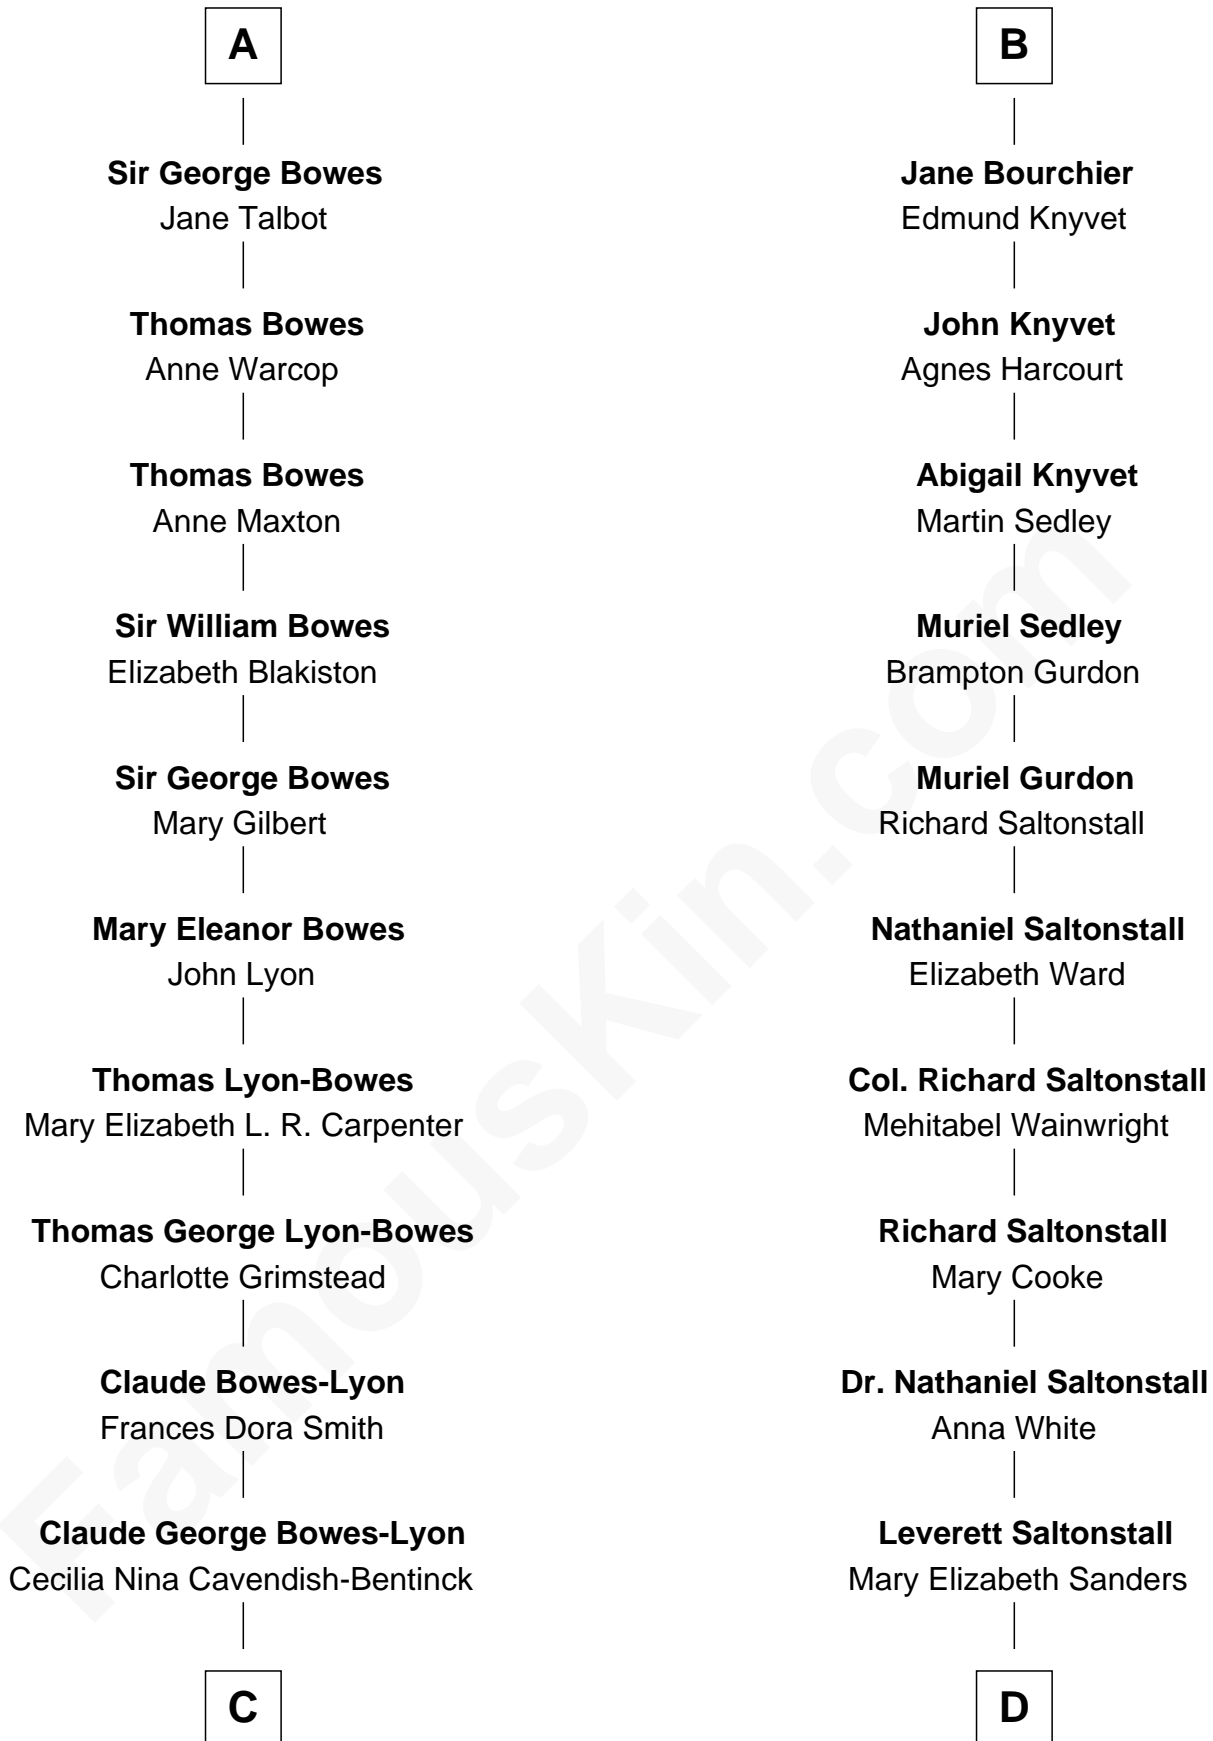 A
Sir George Bowes
Jane Talbot
Thomas Bowes
Anne Warcop
Thomas Bowes
Anne Maxton
Sir William Bowes
Elizabeth Blakiston
Sir George Bowes
Mary Gilbert
Mary Eleanor Bowes
John Lyon
Thomas Lyon-Bowes
Mary Elizabeth L. R. Carpenter
Thomas George Lyon-Bowes
Charlotte Grimstead
Claude Bowes-Lyon
Frances Dora Smith
Claude George Bowes-Lyon
Cecilia Nina Cavendish-Bentinck
C
B
Jane Bourchier
Edmund Knyvet
John Knyvet
Agnes Harcourt
Abigail Knyvet
Martin Sedley
Muriel Sedley
Brampton Gurdon
Muriel Gurdon
Richard Saltonstall
Nathaniel Saltonstall
Elizabeth Ward
Col. Richard Saltonstall
Mehitabel Wainwright
Richard Saltonstall
Mary Cooke
Dr. Nathaniel Saltonstall
Anna White
Leverett Saltonstall
Mary Elizabeth Sanders
D
FamousKin.com